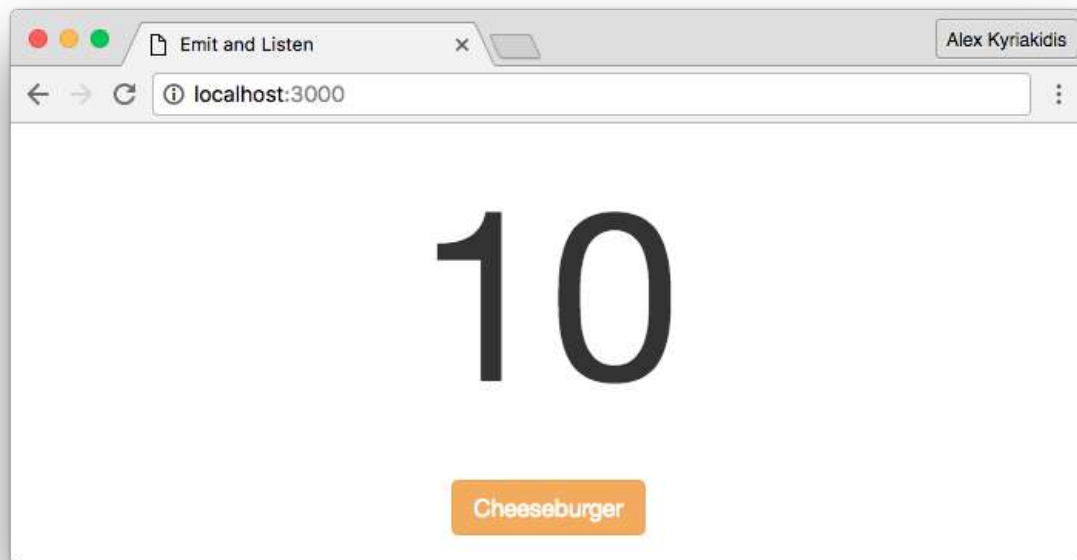 Emit and Listen
Alex Kyriakidis
localhost:3000
10
Cheeseburger